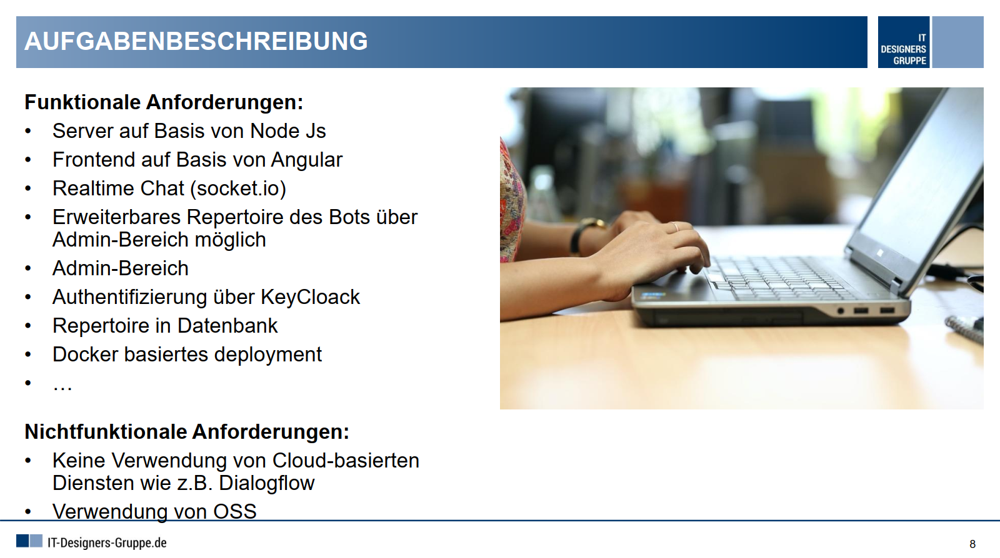 AUFGABENBESCHREIBUNG
IT
DESIGNERS
GRUPPE
Funktionale Anforderungen:
• Server auf Basis von Node Js
• Frontend auf Basis von Angular
• Realtime Chat (socket.io)
• Erweiterbares Repertoire des Bots über
Admin-Bereich möglich
• Admin-Bereich
• Authentifizierung über KeyCloack
• Repertoire in Datenbank
• Docker basiertes deployment
• …
Nichtfunktionale Anforderungen:
• Keine Verwendung von Cloud-basierten
Diensten wie z.B. Dialogflow
• Verwendung von OSS
IT-Designers-Gruppe.de
8